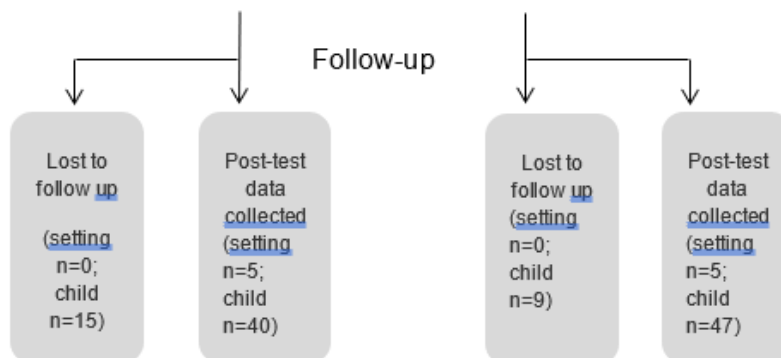 Follow-up
Lost to
follow up
(setting
n=0;
child
n=15)
Post-test
data
collected
(setting
n=5;
child
n=40)
Lost to
follow up
(setting
n=0;
child
n=9)
Post-test
data
collected
(setting
n=5;
child
n=47)